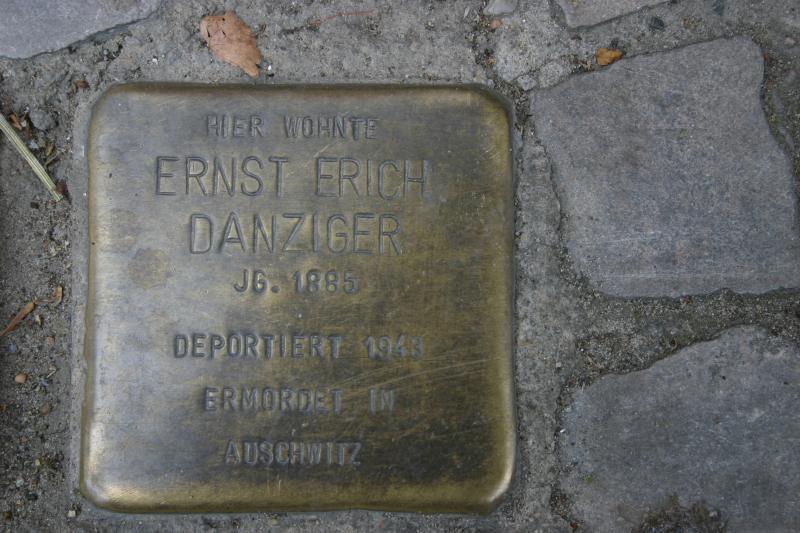 HIER WOHNTE
ERNST ERICH
DANZIGER
JG. 1885
DEPORTIERT 1943
ERMORDET IN
AUSCHWITZ